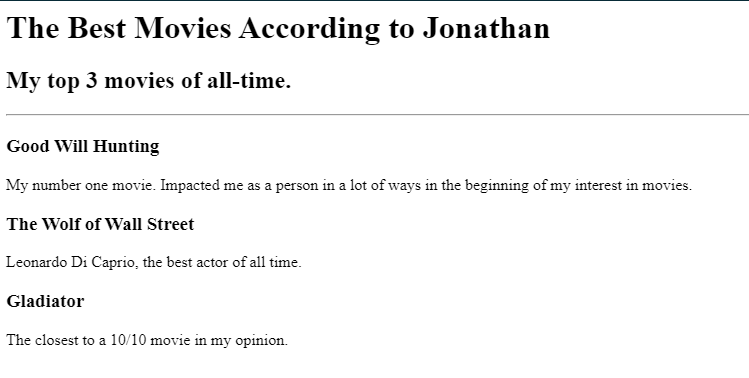 The Best Movies According to Jonathan
My top 3 movies of all-time.
Good Will Hunting
My number one movie. Impacted me as a person in a lot of ways in the beginning of my interest in movies.
The Wolf of Wall Street
Leonardo Di Caprio, the best actor of all time.
Gladiator
The closest to a 10/10 movie in my opinion.